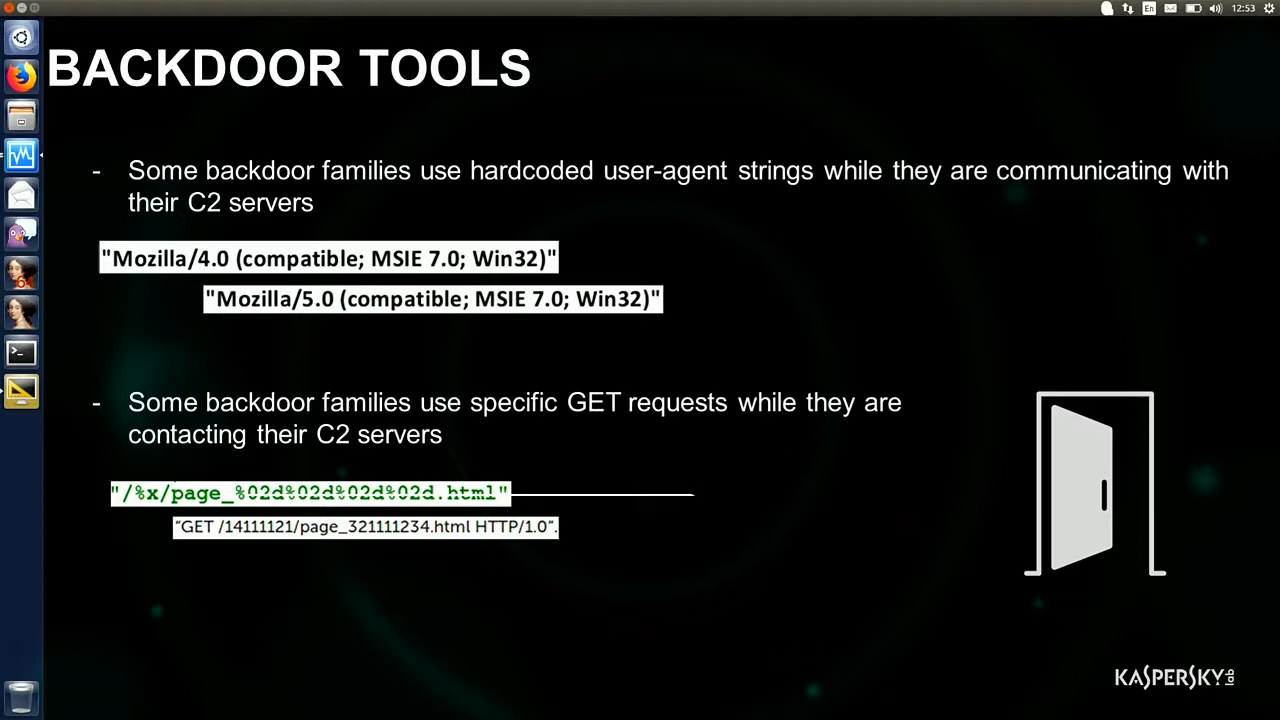 En
12:53
BACKDOOR TOOLS
- Some backdoor families use hardcoded user-agent strings while they are communicating with
their C2 servers
"Mozilla/4.0 (compatible; MSIE 7.0; Win32)"
"Mozilla/5.0 (compatible; MSIE 7.0; Win32)"
- Some backdoor families use specific GET requests while they are
contacting their C2 servers
"/%x/page_%02d%02d%02d%02d.html"
"GET /14111121/page_321111234.html HTTP/1.0".
KASPERSKY lab